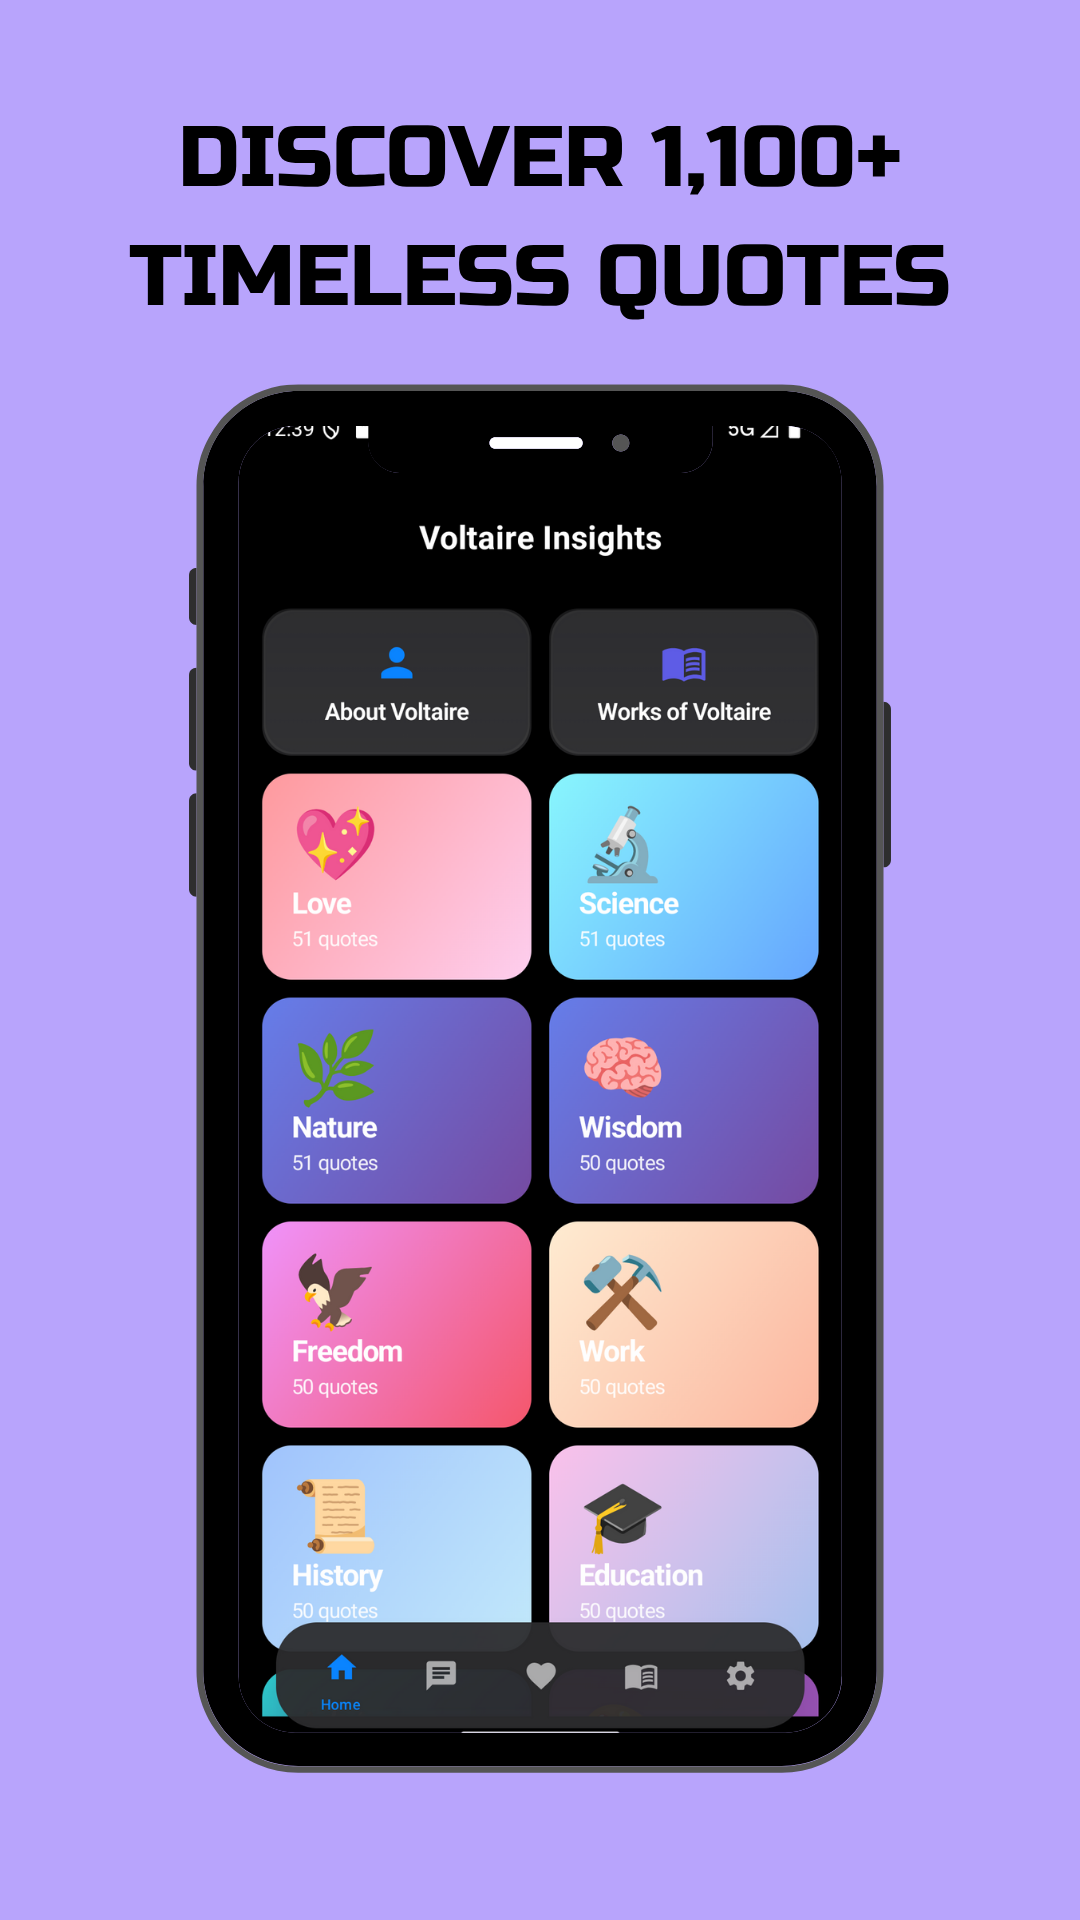 DISCOVER 1,100+
TIMELESS QUOTES
12:39
5G
Voltaire Insights
About Voltaire
Works of Voltaire
Love
51 quotes
Science
51 quotes
Nature
51 quotes
Wisdom
50 quotes
Freedom
50 quotes
Work
50 quotes
History
50 quotes
Education
50 quotes
Home